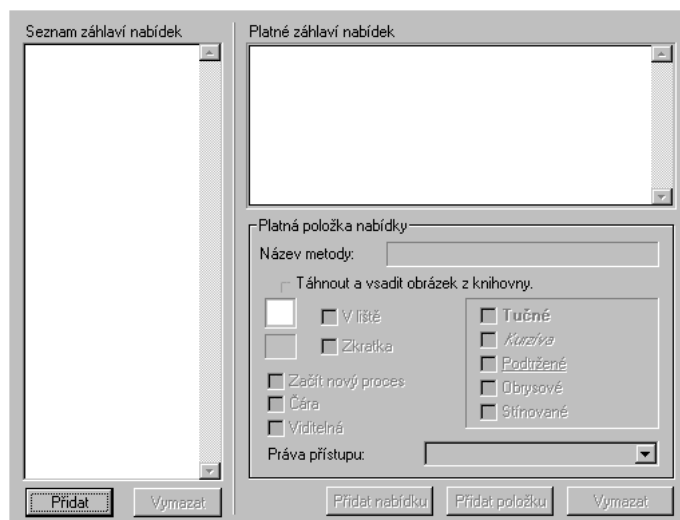 Seznam záhlaví nabídek
Přidat
Vymazat
Platné záhlaví nabídek
Platná položka nabídky
Název metody:
Táhnout a vsadit obrázek z knihovny.
V liště
Zkratka
Začít nový proces
Čára
Viditelná
Tučné
Kurzíva
Podtržené
Obrysové
Stínované
Práva přístupu:
Přidat nabídku
Přidat položku
Vymazat